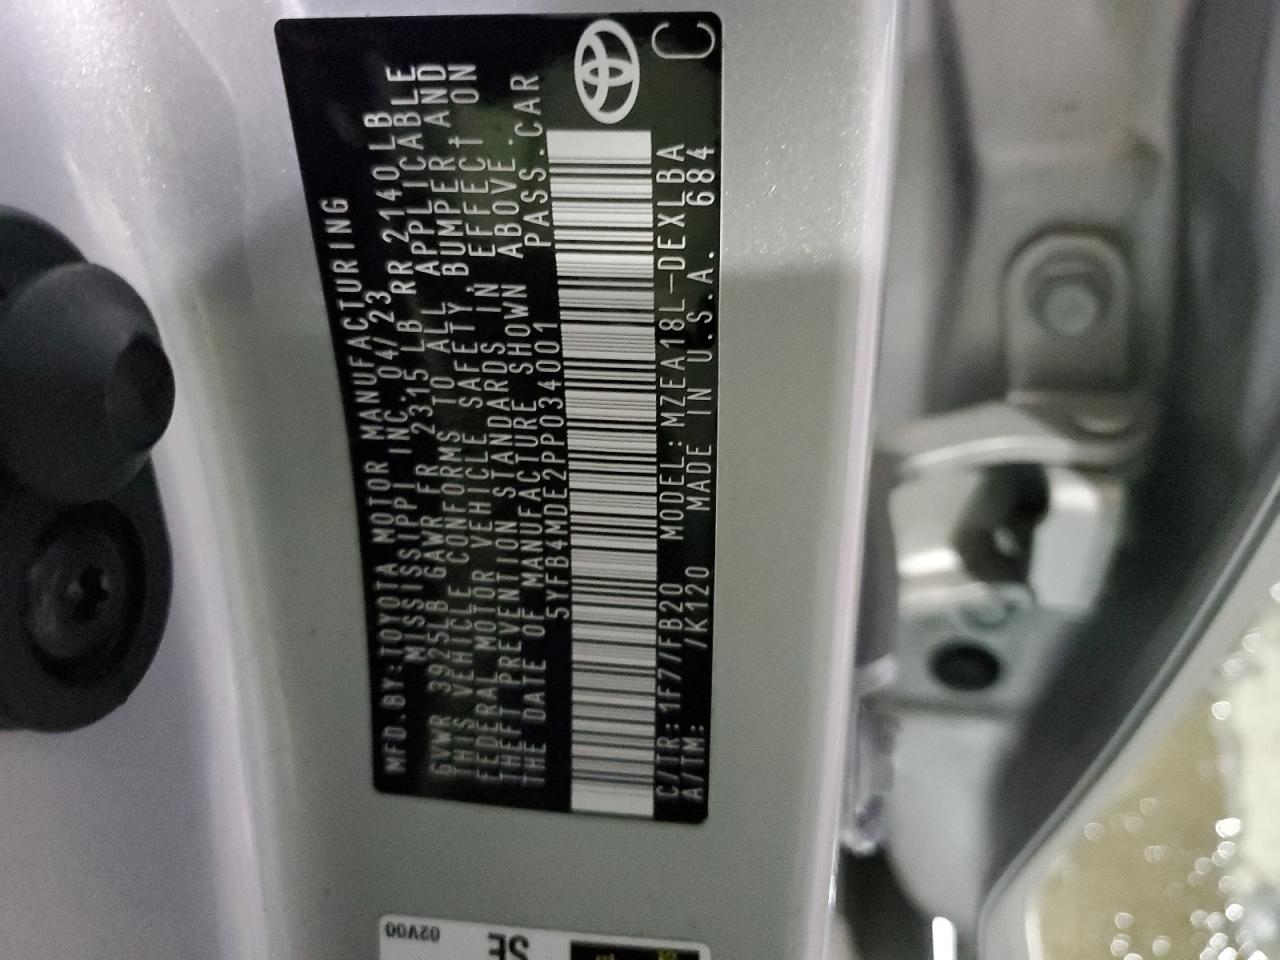 MFD.BY:TOYOTA MOTOR MANUFACTURING
MISSISSIPPI INC. 04/23
GVWR 3925LB GAWR FR 2315 LB RR 2140LB
THIS VEHICLE CONFORMS TO ALL APPLICABLE
FEDERAL MOTOR VEHICLE SAFETY, BUMPER, AND
THEFT PREVENTION STANDARDS IN EFFECT ON
THE DATE OF MANUFACTURE SHOWN ABOVE.
5YFB4MDE2PP034001 PASS.CAR
C/TR: 1F7/FB20 MODEL: MZEA18L-DEXLBA
A/TM: /K120 MADE IN U.S.A. 684
C
02V00
SE